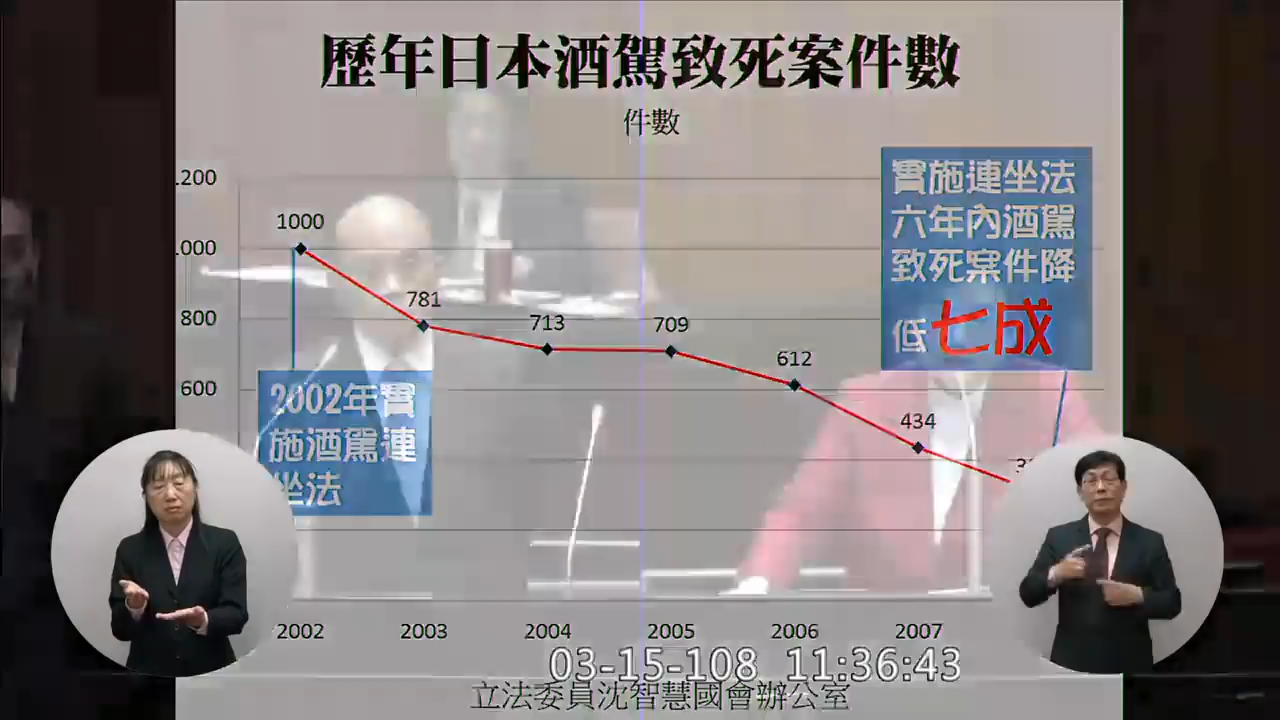 歷年日本酒駕致死案件數
件數
1200
1000
800
600
1000
781
713
709
612
434
實施連坐法
六年內酒駕
致死案件降
低七成
2002年實
施酒駕連
坐法
2002
2003
2004
2005
2006
2007
03-15-108 11:36:43
立法委員沈智慧國會辦公室